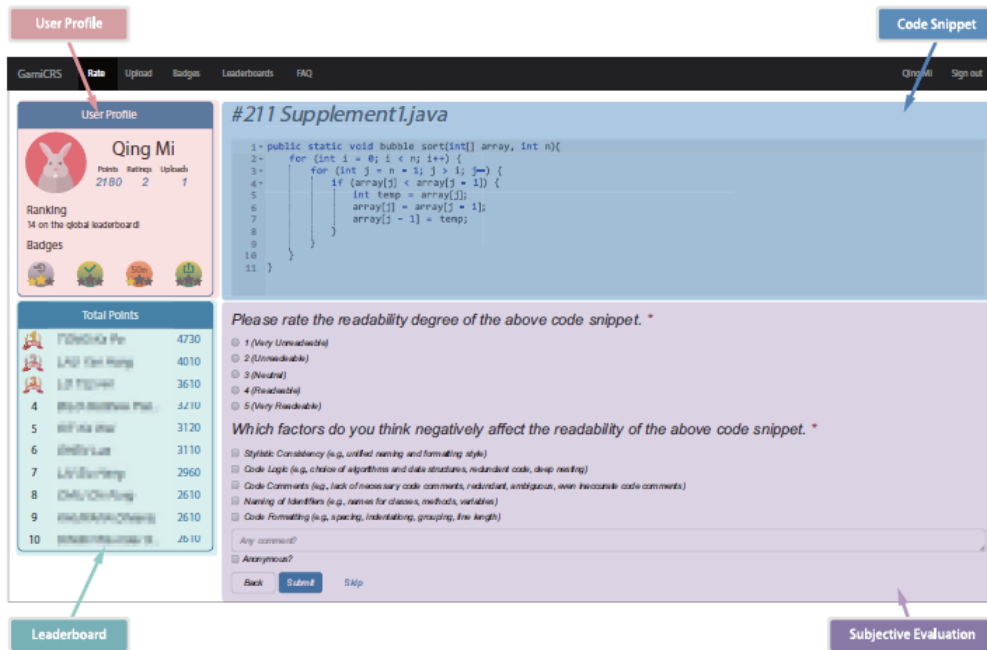 User Profile
Code Snippet
GamiCRS Rate Upload Badges Leaderboards FAQ Qing Mi Sign out
User Profile
Qing Mi
Points Ratings Uploads
2180 2 1
Ranking
14 on the global leaderboard!
Badges
50n
#211 Supplement1.java
1 public static void bubble sort(int[] array, int n){
2 for (int i = 0; i < n; i++) {
3 for (int j = n - 1; j > i; j--) {
4 if (array[j] < array[j - 1]) {
5 int temp = array[j];
6 array[j] = array[j - 1];
7 array[j - 1] = temp;
8 }
9 }
10 }
11 }
Total Points
4730
4010
3610
4 3210
5 3120
6 3110
7 2960
8 2610
9 2610
10 2610
Please rate the readability degree of the above code snippet. *
1 (Very Unreadeable)
2 (Unreadeable)
3 (Neutral)
4 (Readeable)
5 (Very Readeable)
Which factors do you think negatively affect the readability of the above code snippet. *
Stylistic Consistency (e.g., unified naming and formatting style)
Code Logic (e.g., choice of algorithms and data structures, redundant code, deep nesting)
Code Comments (e.g., lack of necessary code comments, redundant, ambiguous, even inaccurate code comments)
Naming of Identifiers (e.g., names for classes, methods, variables)
Code Formatting (e.g., spacing, indentationg, grouping, line length)
Any comment?
Anonymous?
Back Submit Skip
Leaderboard
Subjective Evaluation